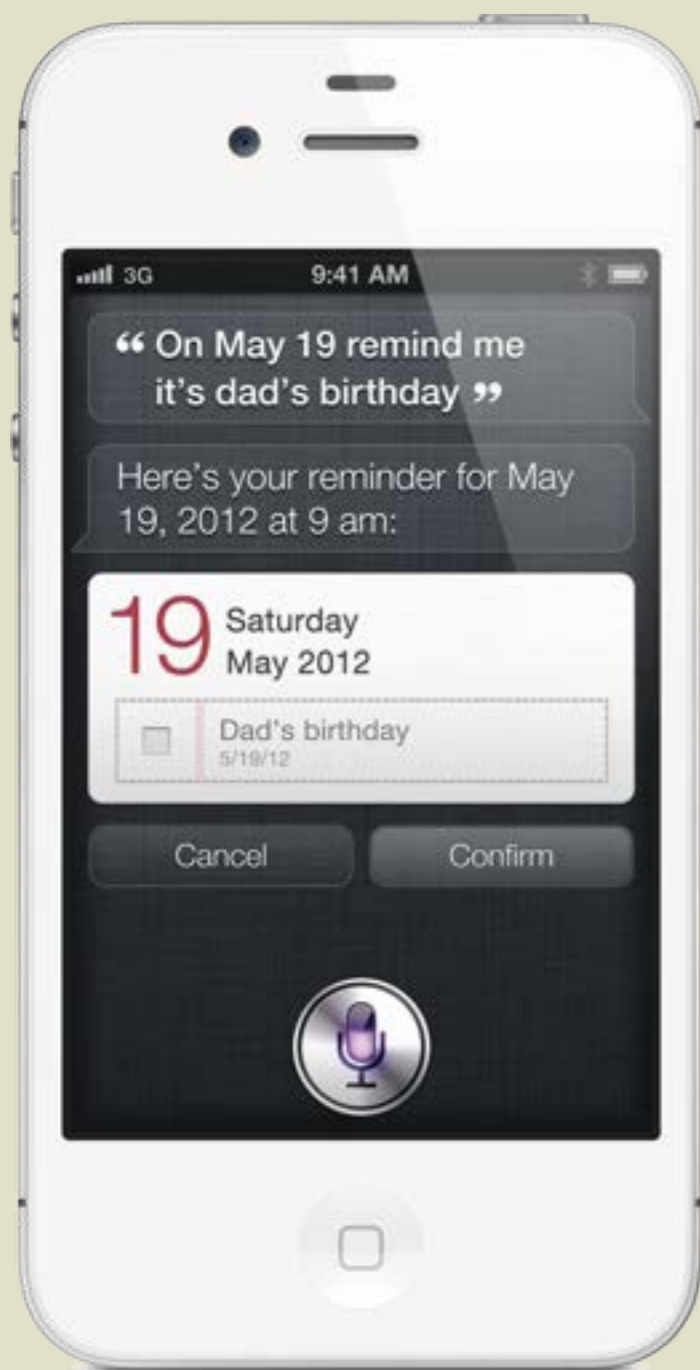 3G 9:41 AM
“ On May 19 remind me
it’s dad’s birthday ”
Here’s your reminder for May
19, 2012 at 9 am:
19 Saturday
May 2012
Dad’s birthday
5/19/12
Cancel Confirm